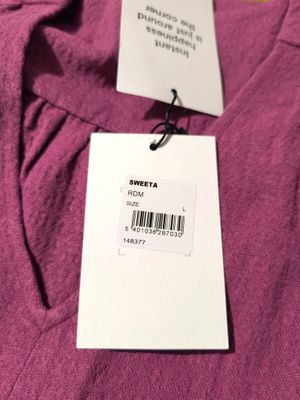 Instant
happiness
is just around
the corner
SWEETA
RDM
SIZE L
5 401036 297030
148377